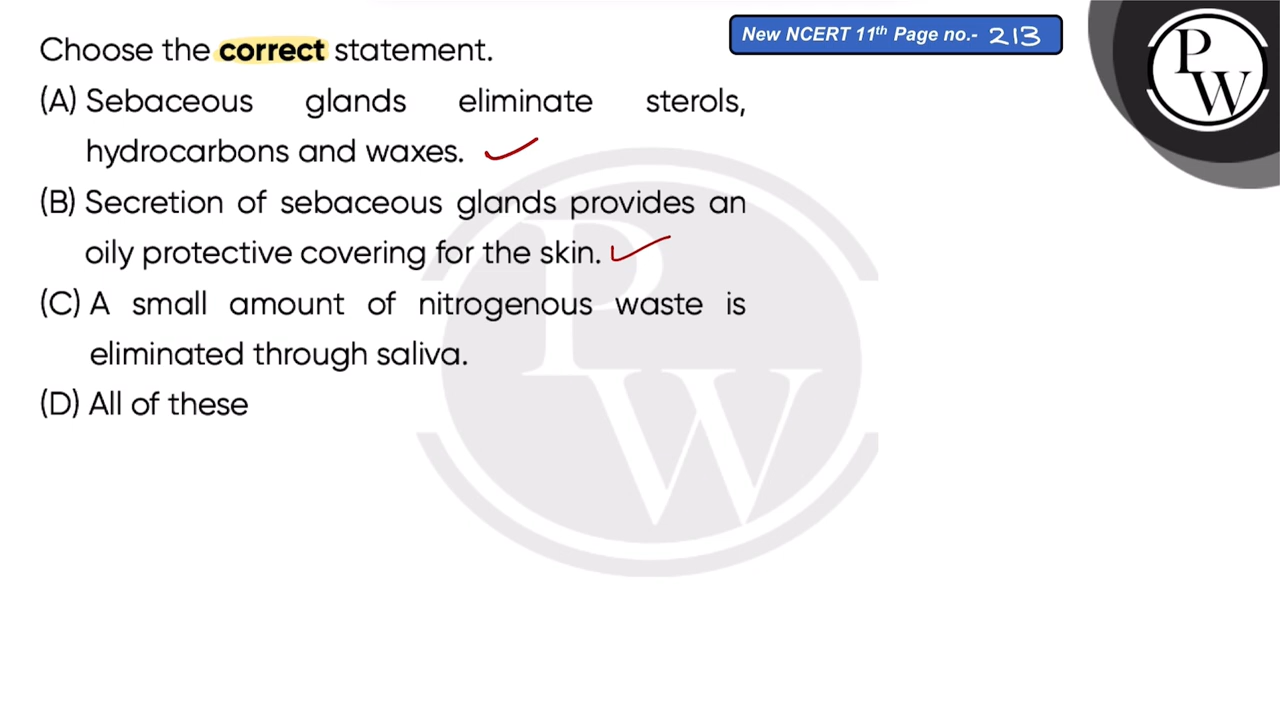 New NCERT 11th Page no.- 213
Choose the correct statement.
(A) Sebaceous glands eliminate sterols,
hydrocarbons and waxes.
(B) Secretion of sebaceous glands provides an
oily protective covering for the skin.
(C) A small amount of nitrogenous waste is
eliminated through saliva.
(D) All of these
P
W
P
W